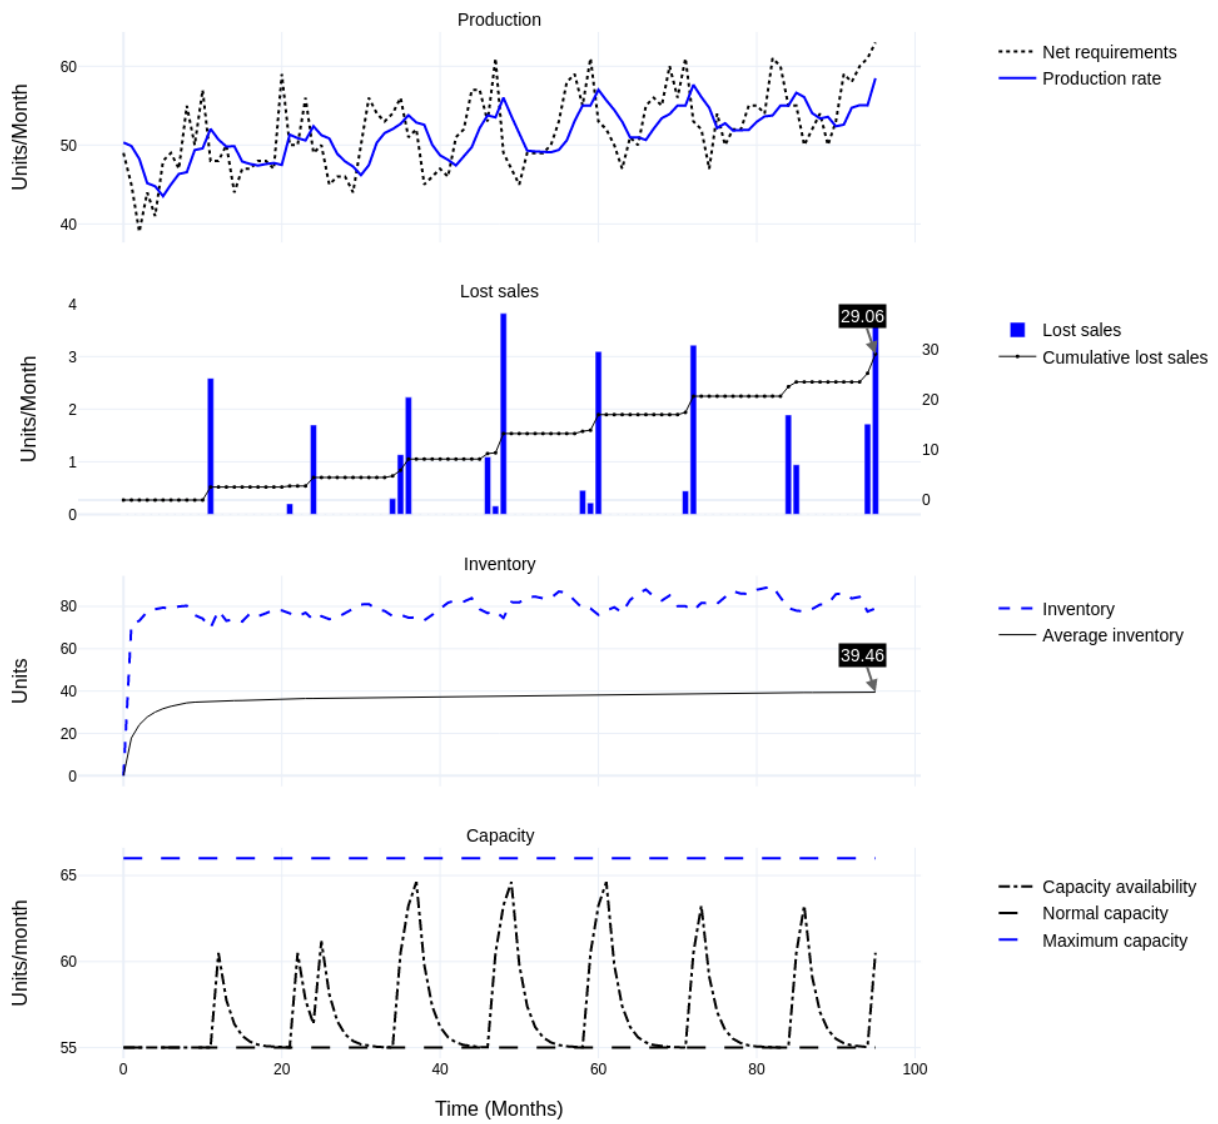 Production
Units/Month
60
50
40
Net requirements
Production rate
Lost sales
Units/Month
4
3
2
1
0
29.06
30
20
10
0
Lost sales
Cumulative lost sales
Inventory
Units
80
60
40
20
0
39.46
Inventory
Average inventory
Capacity
Units/month
65
60
55
0 20 40 60 80 100
Time (Months)
Capacity availability
Normal capacity
Maximum capacity